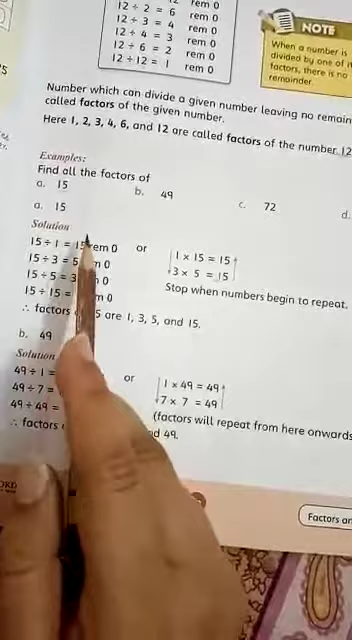 12 ÷ 2 = 6 rem 0
12 ÷ 3 = 4 rem 0
12 ÷ 4 = 3 rem 0
12 ÷ 6 = 2 rem 0
12 ÷ 12 = 1 rem 0
NOTE
When a number is
divided by one of
factors, there is no
remainder.
Number which can divide a given number leaving no
called factors of the given number.
Here 1, 2, 3, 4, 6, and 12 are called factors of the number 12
Examples:
Find all the factors of
a. 15 b. 49 c. 72 d.
a. 15
Solution
15 ÷ 1 = 15 rem 0 or 1 × 15 = 15
15 ÷ 3 = 5 0 3 × 5 = 15
15 ÷ 5 = 3 0 Stop when numbers begin to repeat.
15 ÷ 15 = 0
∴ factors 5 are 1, 3, 5, and 15.
b. 49
Solution
49 ÷ 1 = or 1 × 49 = 49
49 ÷ 7 = 7 × 7 = 49
49 ÷ 49 = (factors will repeat from here onwards
∴ factors 49.
Factors